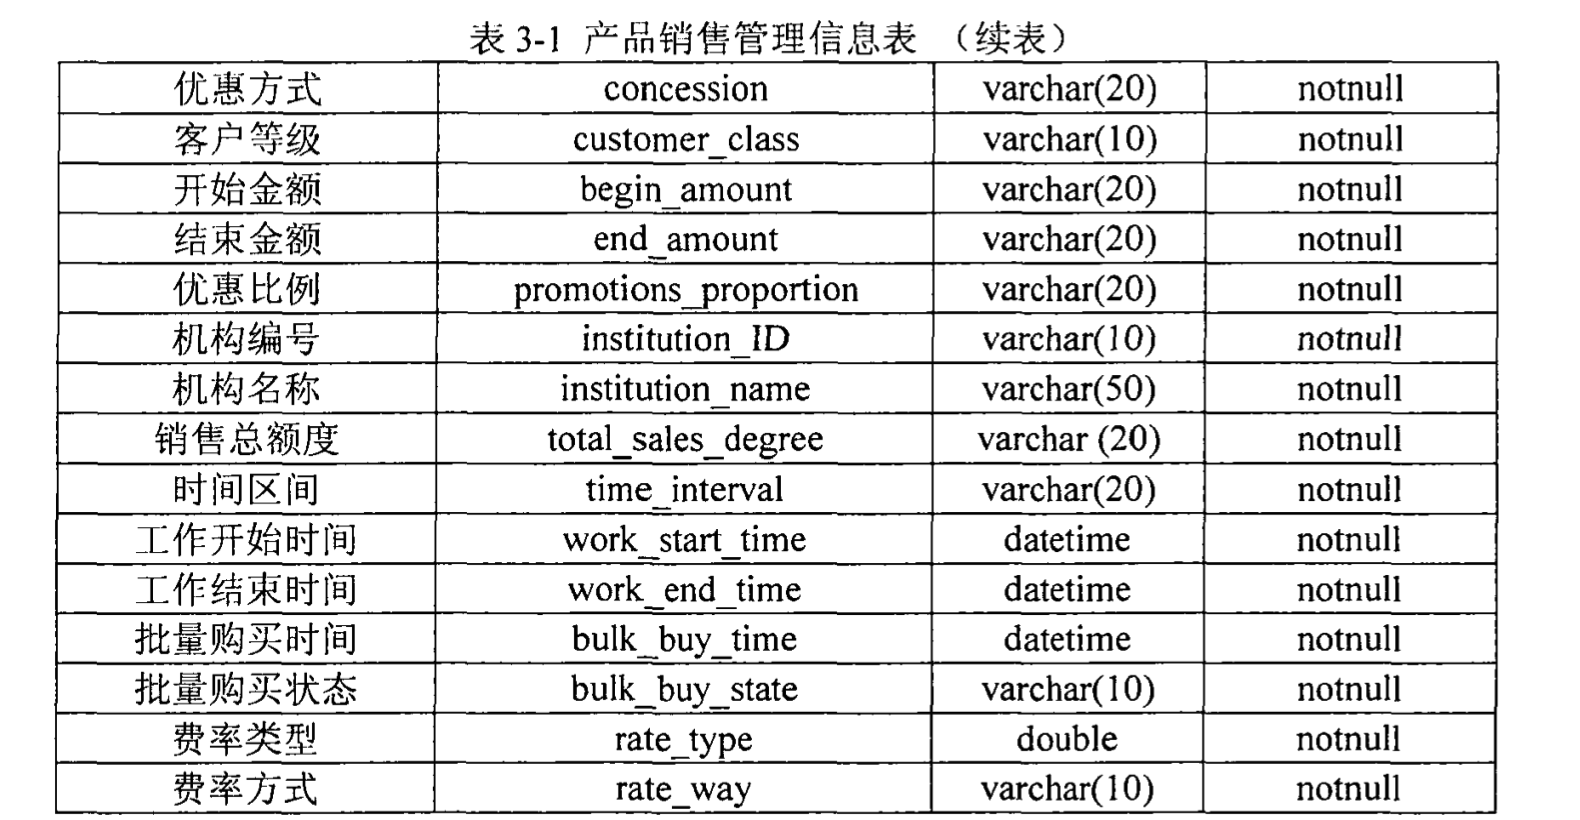 表 3-1 产品销售管理信息表 （续表）
优惠方式 concession varchar(20) notnull
客户等级 customer_class varchar(10) notnull
开始金额 begin_amount varchar(20) notnull
结束金额 end_amount varchar(20) notnull
优惠比例 promotions_proportion varchar(20) notnull
机构编号 institution_ID varchar(10) notnull
机构名称 institution_name varchar(50) notnull
销售总额度 total_sales_degree varchar (20) notnull
时间区间 time_interval varchar(20) notnull
工作开始时间 work_start_time datetime notnull
工作结束时间 work_end_time datetime notnull
批量购买时间 bulk_buy_time datetime notnull
批量购买状态 bulk_buy_state varchar(10) notnull
费率类型 rate_type double notnull
费率方式 rate_way varchar(10) notnull